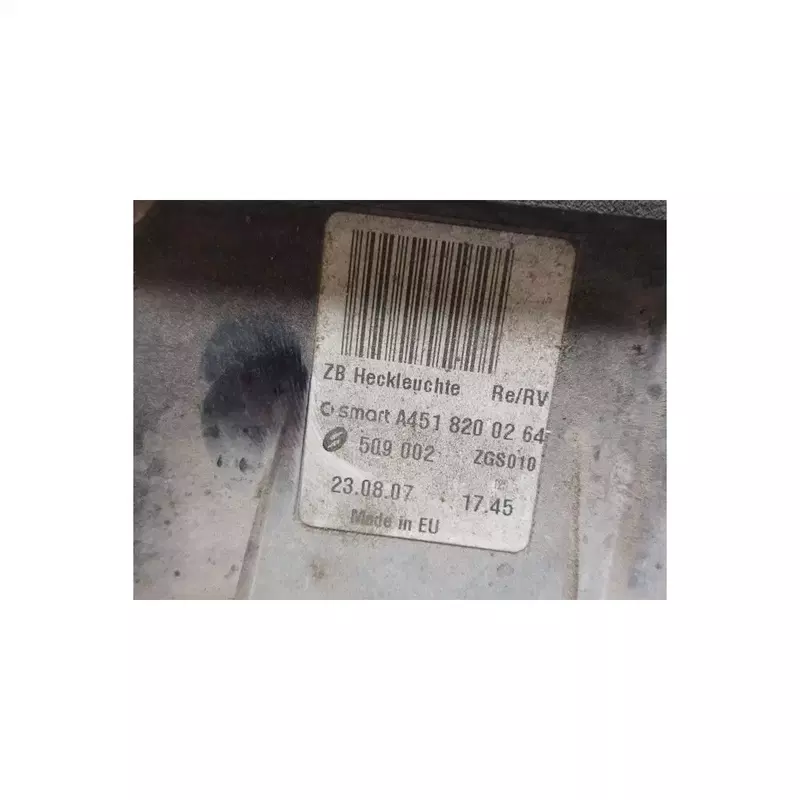 ZB Heckleuchte Re/RV
smart A451 820 02 64
509 002 ZGS010
23.08.07 17.45
Made in EU